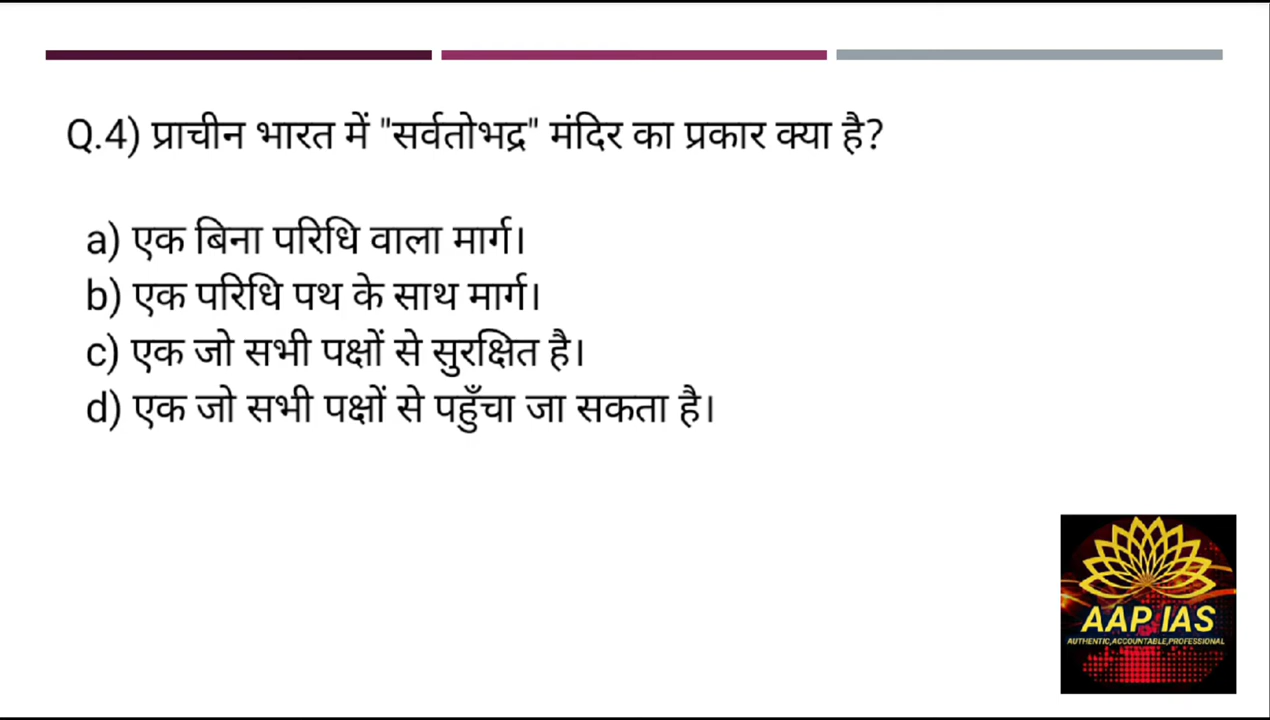 Q.4) प्राचीन भारत में "सर्वतोभद्र" मंदिर का प्रकार क्या है?
a) एक बिना परिधि वाला मार्ग।
b) एक परिधि पथ के साथ मार्ग।
c) एक जो सभी पक्षों से सुरक्षित है।
d) एक जो सभी पक्षों से पहुँचा जा सकता है।
AAP IAS
AUTHENTIC,ACCOUNTABLE,PROFESSIONAL